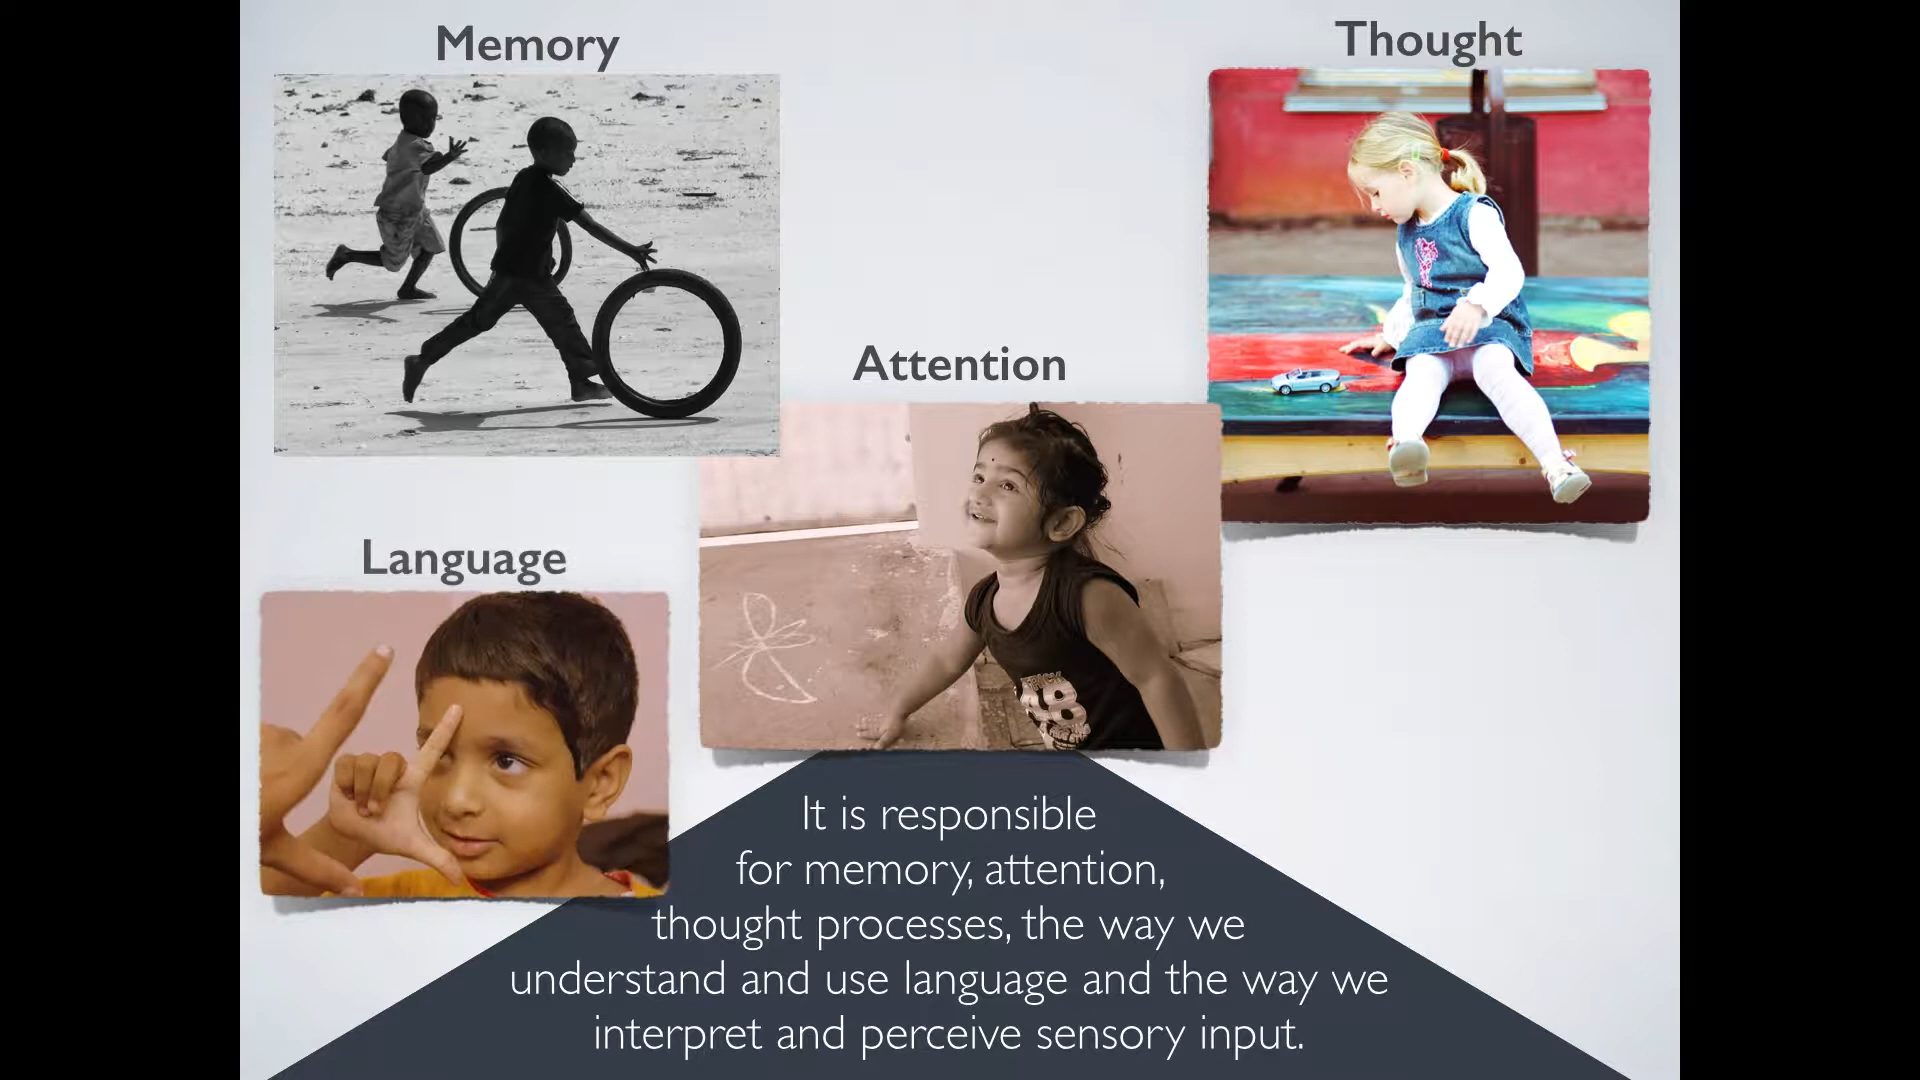 Memory
Thought
Attention
Language
It is responsible
for memory, attention,
thought processes, the way we
understand and use language and the way we
interpret and perceive sensory input.